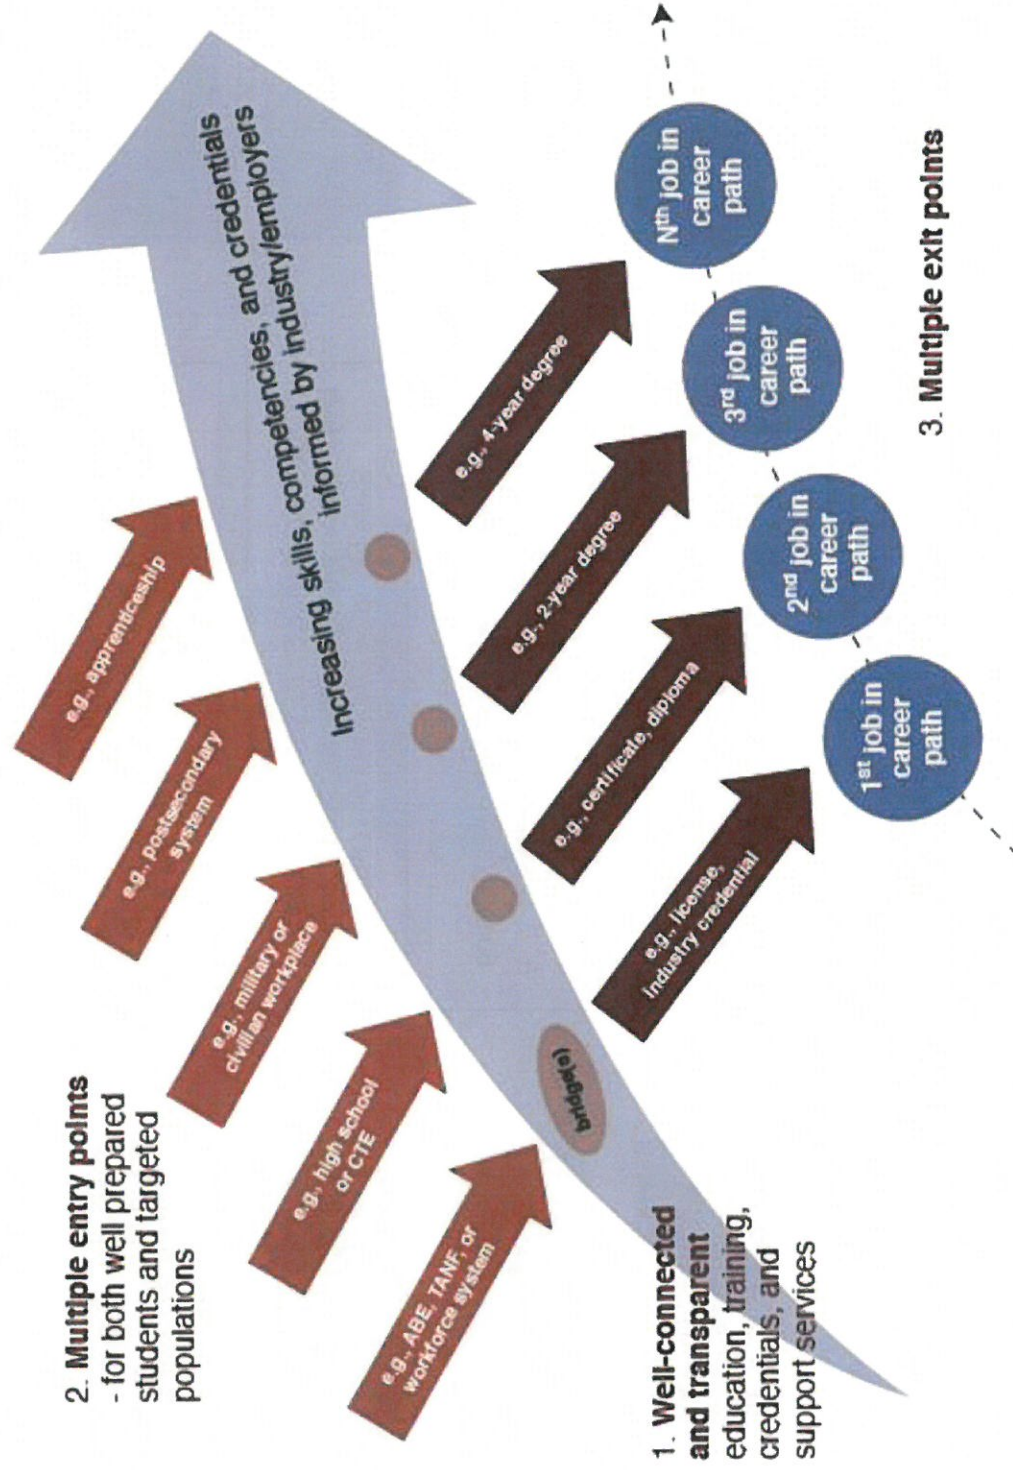 2. Multiple entry points
- for both well prepared
students and targeted
populations
e.g., ABE, TANF, or
workforce system
e.g., high school
or CTE
e.g., military or
civilian workplace
e.g., postsecondary
system
e.g., apprenticeship
Increasing skills, competencies, and credentials
informed by industry/employers
bridge(s)
1. Well-connected
and transparent
education, training,
credentials, and
support services
e.g., license,
industry credential
e.g., certificate, diploma
e.g., 2-year degree
e.g., 4-year degree
1st job in
career
path
2nd job in
career
path
3rd job in
career
path
Nth job in
career
path
3. Multiple exit points